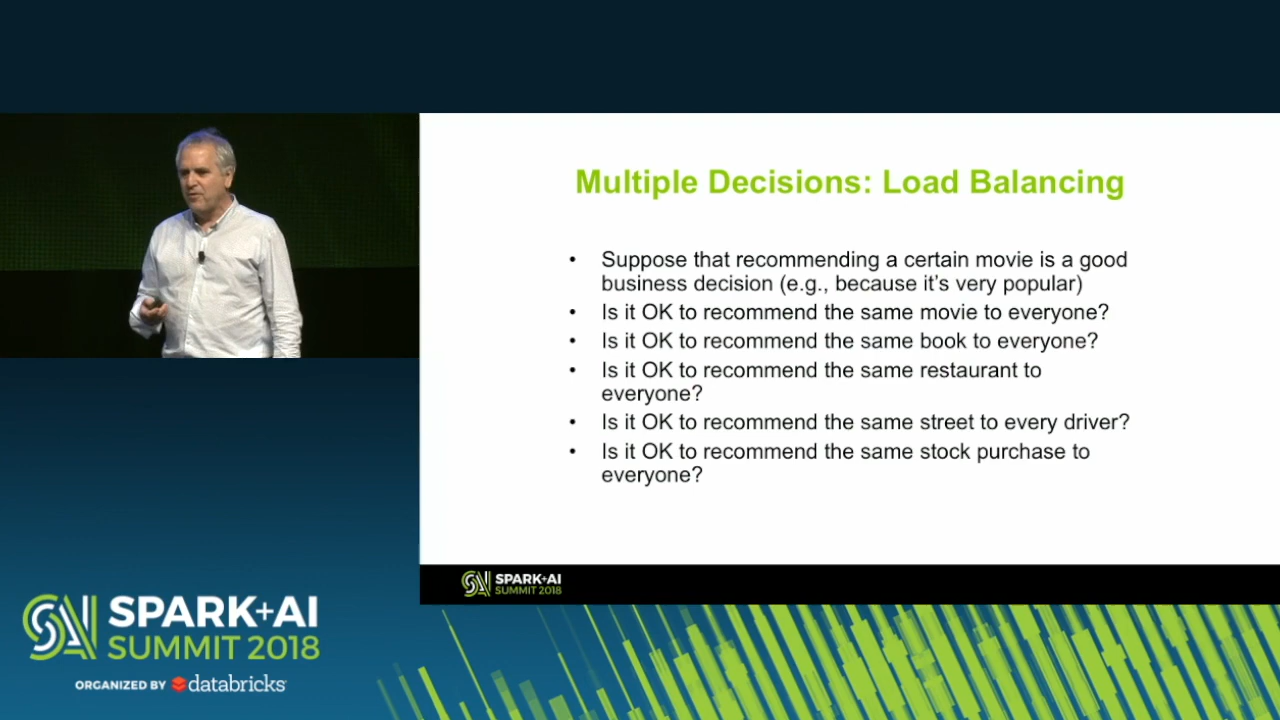 Multiple Decisions: Load Balancing
• Suppose that recommending a certain movie is a good
business decision (e.g., because it's very popular)
• Is it OK to recommend the same movie to everyone?
• Is it OK to recommend the same book to everyone?
• Is it OK to recommend the same restaurant to
everyone?
• Is it OK to recommend the same street to every driver?
• Is it OK to recommend the same stock purchase to
everyone?
SPARK+AI
SUMMIT 2018
SPARK+AI
SUMMIT 2018
ORGANIZED BY databricks